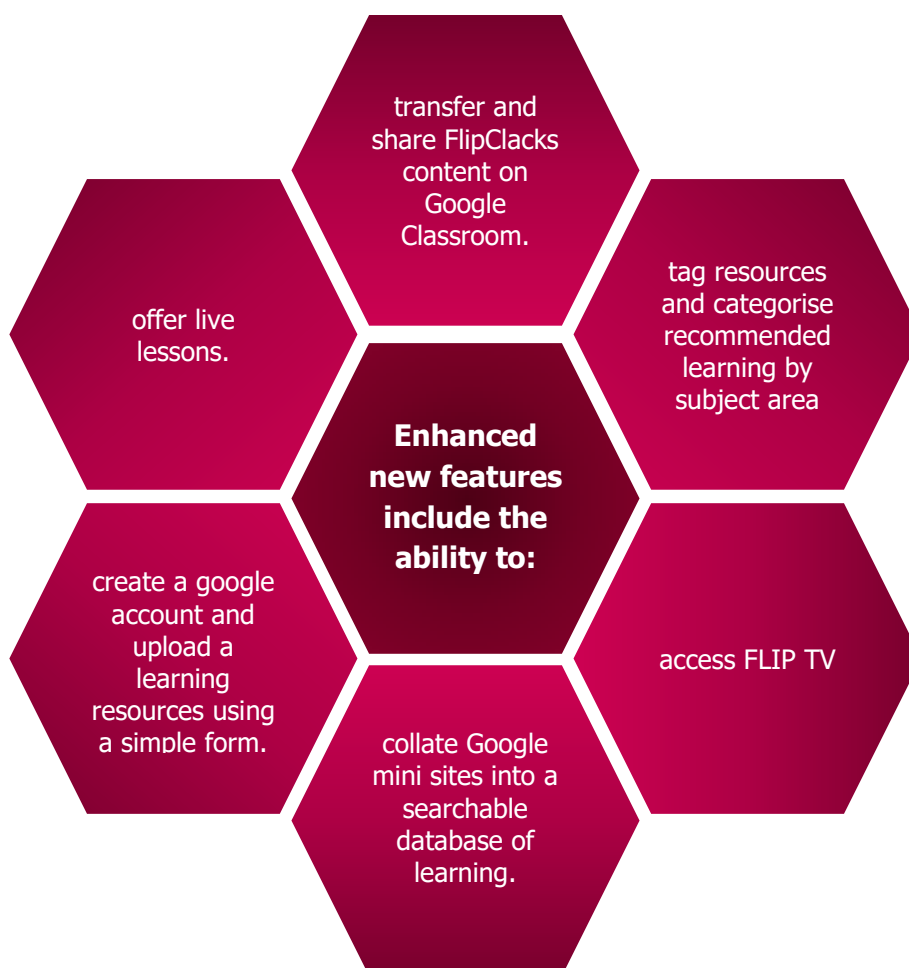 Enhanced
new features
include the
ability to:
transfer and
share FlipClacks
content on
Google
Classroom.
tag resources
and categorise
recommended
learning by
subject area
access FLIP TV
collate Google
mini sites into a
searchable
database of
learning.
create a google
account and
upload a
learning
resources using
a simple form.
offer live
lessons.